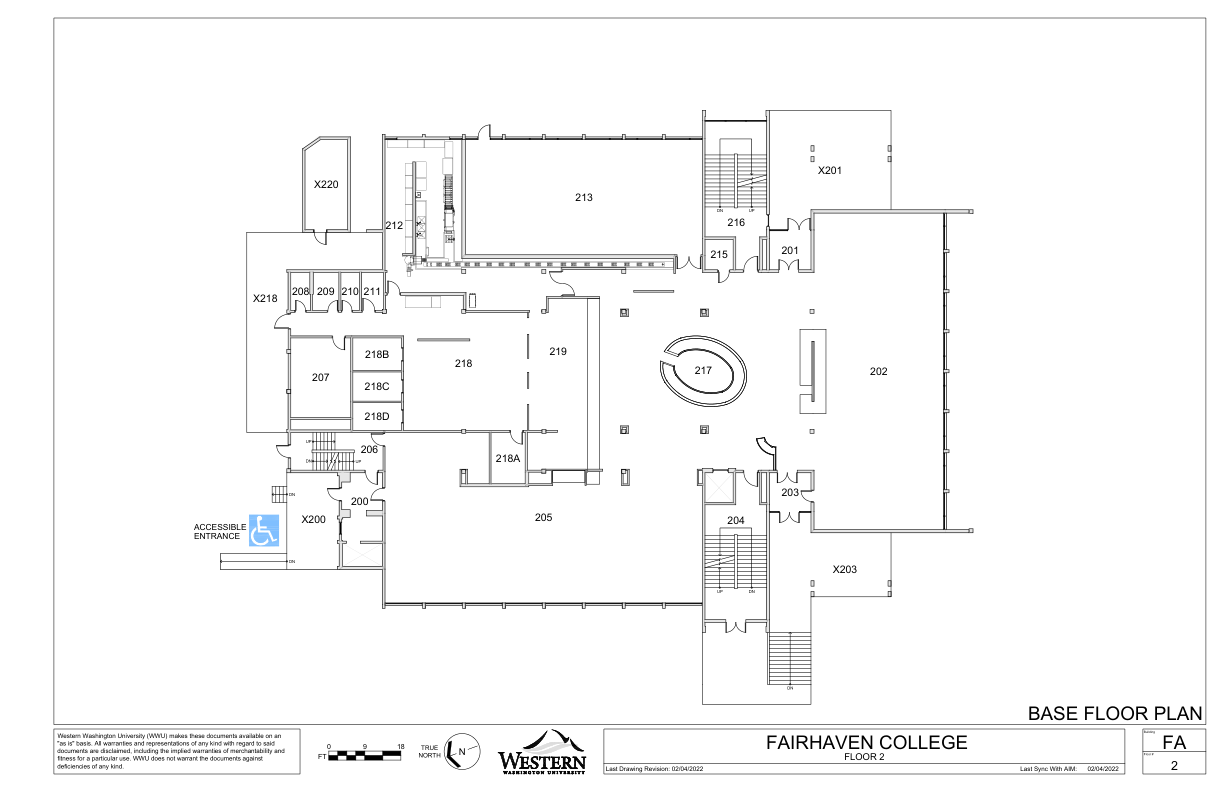 X201
X220
213
212
DN
UP
216
201
215
X218
208
209
210
211
218B
218
219
217
202
207
218C
218D
UP
DN
UP
206
218A
200
DN
203
X200
205
204
ACCESSIBLE
ENTRANCE
DN
X203
UP
DN
DN
BASE FLOOR PLAN
Western Washington University (WWU) makes these documents available on an
"as is" basis. All warranties and representations of any kind with regard to said
documents are disclaimed, including the implied warranties of merchantability and
fitness for a particular use. WWU does not warrant the documents against
deficiencies of any kind.
0 9 18
FT
TRUE
NORTH
N
WESTERN
WASHINGTON UNIVERSITY
FAIRHAVEN COLLEGE
FLOOR 2
Last Drawing Revision: 02/04/2022
Last Sync With AIM: 02/04/2022
Building
FA
Floor
2